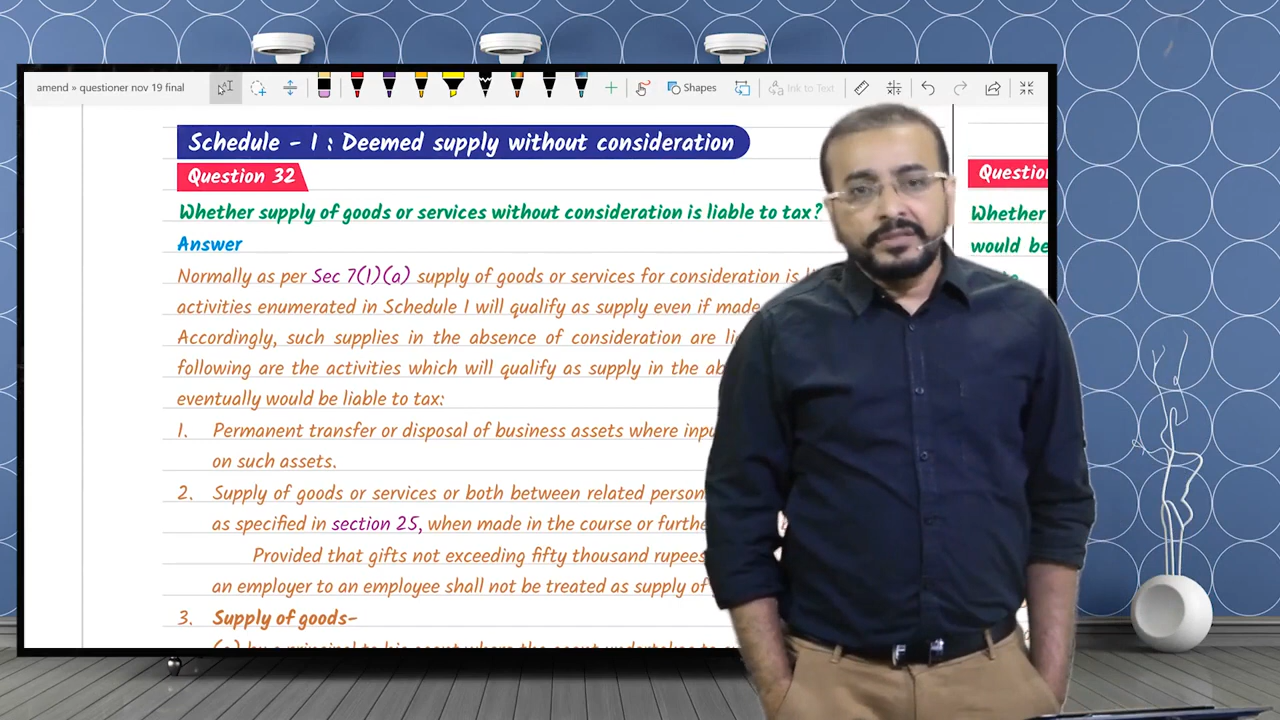 amend » questioner nov 19 final
Shapes
Ink to Text
Schedule - 1 : Deemed supply without consideration
Question 32
Whether supply of goods or services without consideration is liable to tax?
Answer
Normally as per Sec 7(1)(a) supply of goods or services for consideration is
activities enumerated in Schedule 1 will qualify as supply even if made
Accordingly, such supplies in the absence of consideration are
following are the activities which will qualify as supply in the
eventually would be liable to tax:
1. Permanent transfer or disposal of business assets where
on such assets.
2. Supply of goods or services or both between related
as specified in section 25, when made in the course or
Provided that gifts not exceeding fifty thousand rupees
an employer to an employee shall not be treated as supply of
3. Supply of goods-
Whether
would be